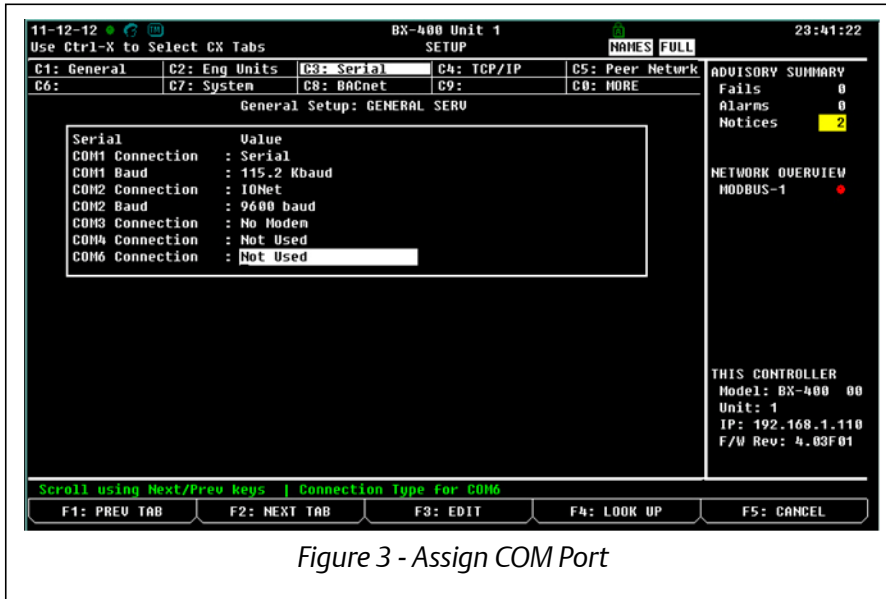 11-12-12 BX-400 Unit 1 23:41:22
Use Ctrl-X to Select CX Tabs SETUP NAMES FULL
C1: General C2: Eng Units C3: Serial C4: TCP/IP C5: Peer Netwrk
C6: C7: System C8: BACnet C9: C0: MORE
General Setup: GENERAL SERV
Serial Value
COM1 Connection : Serial
COM1 Baud : 115.2 Kbaud
COM2 Connection : IONet
COM2 Baud : 9600 baud
COM3 Connection : No Modem
COM4 Connection : Not Used
COM6 Connection : Not Used
ADVISORY SUMMARY
Fails 0
Alarms 0
Notices 2
NETWORK OVERVIEW
MODBUS-1
THIS CONTROLLER
Model: BX-400 00
Unit: 1
IP: 192.168.1.110
F/W Rev: 4.03F01
Scroll using Next/Prev keys | Connection Type for COM6
F1: PREV TAB F2: NEXT TAB F3: EDIT F4: LOOK UP F5: CANCEL
Figure 3 - Assign COM Port